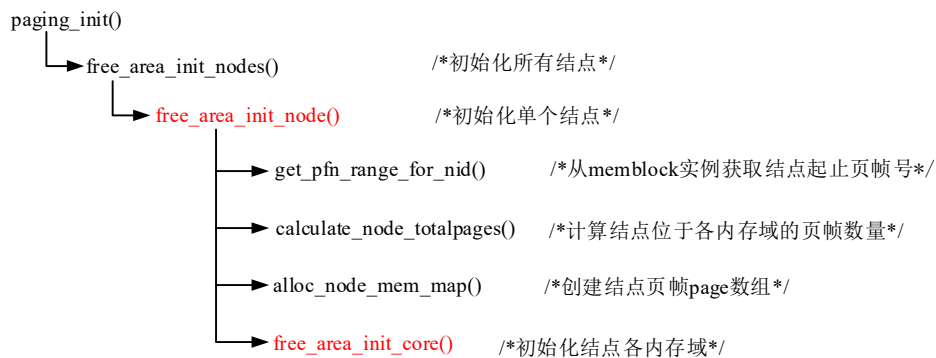 paging_init()
free_area_init_nodes() /*初始化所有结点*/
free_area_init_node() /*初始化单个结点*/
get_pfn_range_for_nid() /*从memblock实例获取结点起止页帧号*/
calculate_node_totalpages() /*计算结点位于各内存域的页帧数量*/
alloc_node_mem_map() /*创建结点页帧page数组*/
free_area_init_core() /*初始化结点各内存域*/